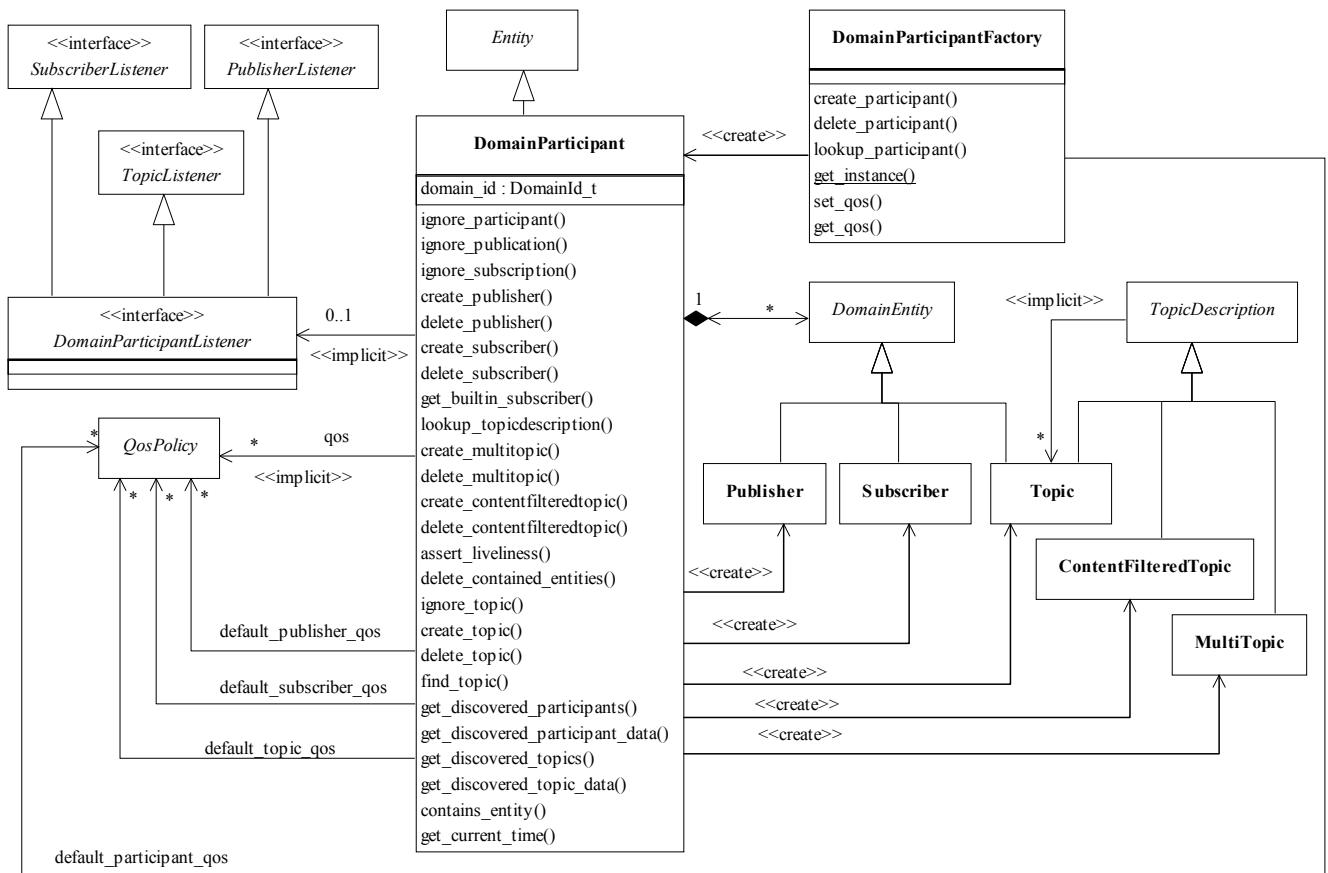 <<interface>>
SubscriberListener
<<interface>>
PublisherListener
<<interface>>
TopicListener
<<interface>>
DomainParticipantListener
0..1
<<implicit>>
Entity
DomainParticipant
domain_id : DomainId_t
ignore_participant()
ignore_publication()
ignore_subscription()
create_publisher()
delete_publisher()
create_subscriber()
delete_subscriber()
get_builtin_subscriber()
lookup_topicdescription()
create_multitopic()
delete_multitopic()
create_contentfilteredtopic()
delete_contentfilteredtopic()
assert_liveliness()
delete_contained_entities()
ignore_topic()
create_topic()
delete_topic()
find_topic()
get_discovered_participants()
get_discovered_participant_data()
get_discovered_topics()
get_discovered_topic_data()
contains_entity()
get_current_time()
<<create>>
DomainParticipantFactory
create_participant()
delete_participant()
lookup_participant()
get_instance()
set_qos()
get_qos()
1
*
DomainEntity
<<implicit>>
TopicDescription
*
Publisher
Subscriber
Topic
ContentFilteredTopic
MultiTopic
<<create>>
<<create>>
<<create>>
<<create>>
<<create>>
*
QosPolicy
*
qos
<<implicit>>
*
*
*
default_publisher_qos
default_subscriber_qos
default_topic_qos
default_participant_qos